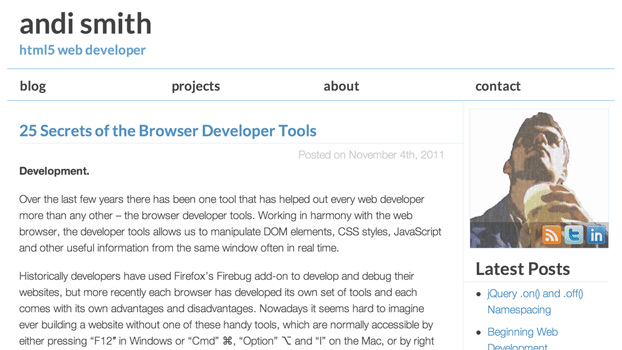 andi smith
html5 web developer
blog projects about contact
25 Secrets of the Browser Developer Tools
Posted on November 4th, 2011
Development.
Over the last few years there has been one tool that has helped out every web developer
more than any other – the browser developer tools. Working in harmony with the web
browser, the developer tools allows us to manipulate DOM elements, CSS styles, JavaScript
and other useful information from the same window often in real time.
Historically developers have used Firefox's Firebug add-on to develop and debug their
websites, but more recently each browser has developed its own set of tools and each
comes with its own advantages and disadvantages. Nowadays it seems hard to imagine
ever building a website without one of these handy tools, which are normally accessible by
either pressing "F12" in Windows or "Cmd" ⌘, "Option" ⌥ and "I" on the Mac, or by right
in
Latest Posts
jQuery .on() and .off()
Namespacing
Beginning Web
Development